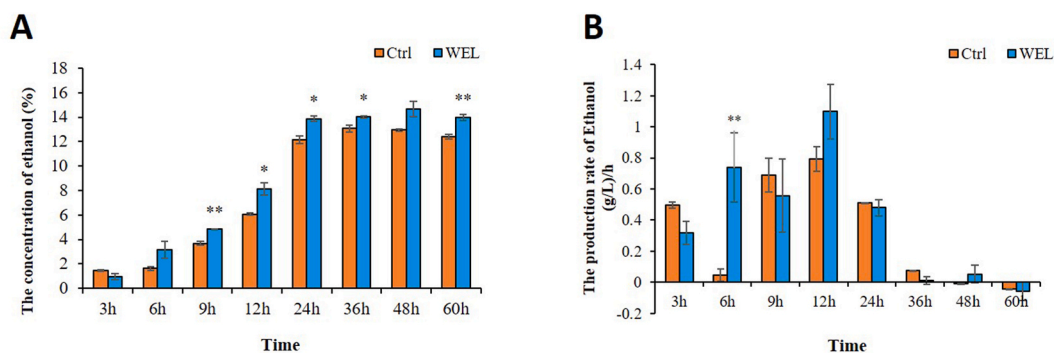 A
Ctrl WEL
The concentration of ethanol (%)
18
16
14
12
10
8
6
4
2
0
** * * * **
3h 6h 9h 12h 24h 36h 48h 60h
Time
B
Ctrl WEL
The production rate of Ethanol
(g/L)/h
1.4
1.2
1
0.8
0.6
0.4
0.2
0
-0.2
**
3h 6h 9h 12h 24h 36h 48h 60h
Time